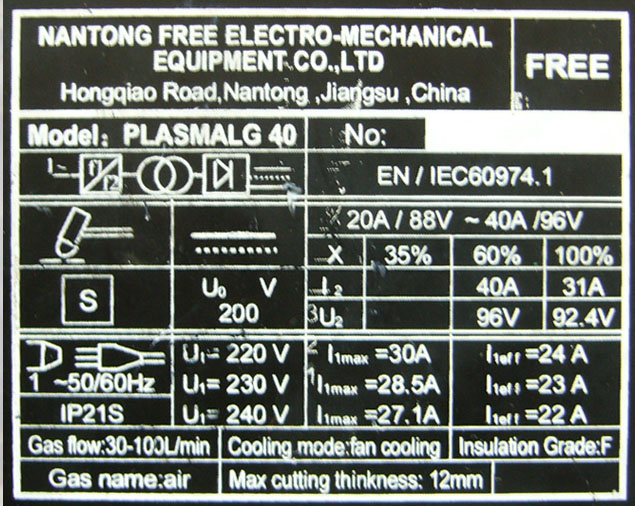 NANTONG FREE ELECTRO-MECHANICAL
EQUIPMENT CO.,LTD
Hongqiao Road,Nantong ,Jiangsu ,China
FREE
Model: PLASMALG 40
No:
1~ f1 f2
EN / IEC60974.1
20A / 88V ~ 40A /96V
X 35% 60% 100%
S
U0 V
200
I2 40A 31A
U2 96V 92.4V
1 ~50/60Hz
U1= 220 V I1max =30A I1eff =24 A
U1= 230 V I1max =28.5A I1eff =23 A
IP21S
U1= 240 V I1max =27.1A I1eff =22 A
Gas flow:30-100L/min Cooling mode:fan cooling Insulation Grade:F
Gas name:air Max cutting thinkness: 12mm